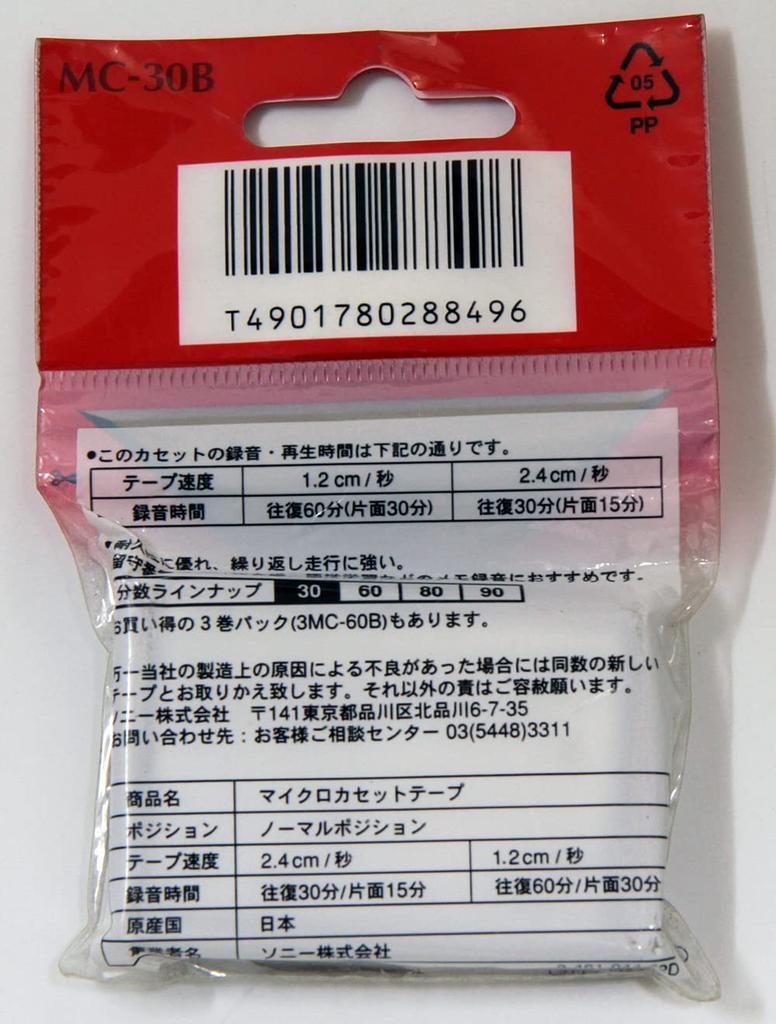 MC-30B
05
PP
T4901780288496
●このカセットの録音・再生時間は下記の通りです。
テープ速度 1.2cm/秒 2.4cm/秒
録音時間 往復60分(片面30分) 往復30分(片面15分)
に優れ、繰り返し走行に強い。
メモ録音におすすめです。
分数ラインナップ 30 60 80 90
お買い得の3巻パック(3MC-60B)もあります。
万一当社の製造上の原因による不良があった場合には同数の新しい
テープとお取りかえ致します。それ以外の責はご容赦願います。
ソニー株式会社 〒141東京都品川区北品川6-7-35
お問い合わせ先:お客様ご相談センター 03(5448)3311
商品名 マイクロカセットテープ
ポジション ノーマルポジション
テープ速度 2.4cm/秒 1.2cm/秒
録音時間 往復30分/片面15分 往復60分/片面30分
原産国 日本
ソニー株式会社